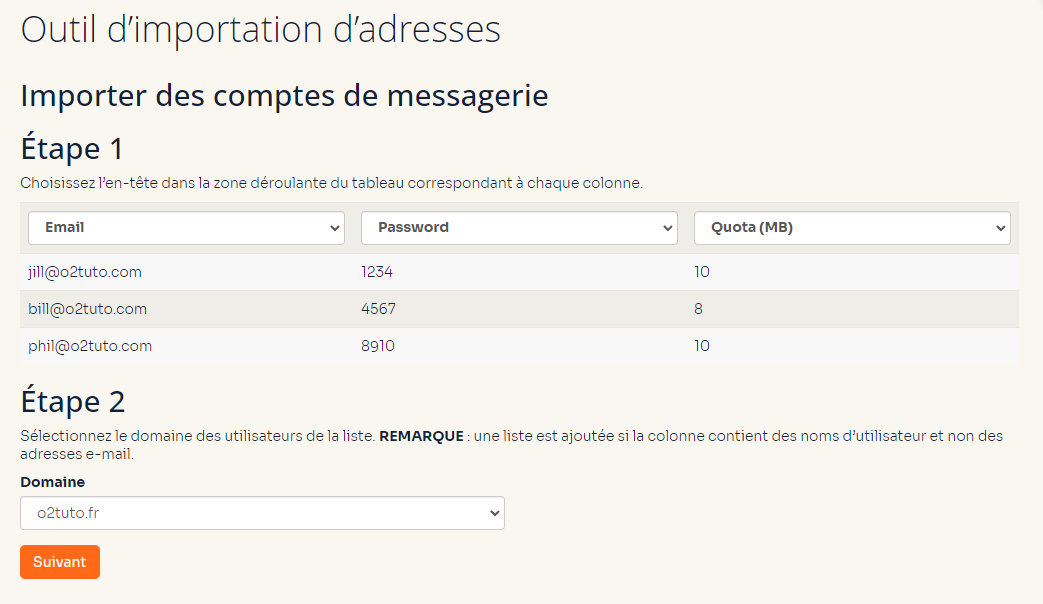 Outil d’importation d’adresses
Importer des comptes de messagerie
Étape 1
Choisissez l’en-tête dans la zone déroulante du tableau correspondant à chaque colonne.
Email Password Quota (MB)
jill@o2tuto.com 1234 10
bill@o2tuto.com 4567 8
phil@o2tuto.com 8910 10
Étape 2
Sélectionnez le domaine des utilisateurs de la liste. REMARQUE : une liste est ajoutée si la colonne contient des noms d’utilisateur et non des
adresses e-mail.
Domaine
o2tuto.fr
Suivant